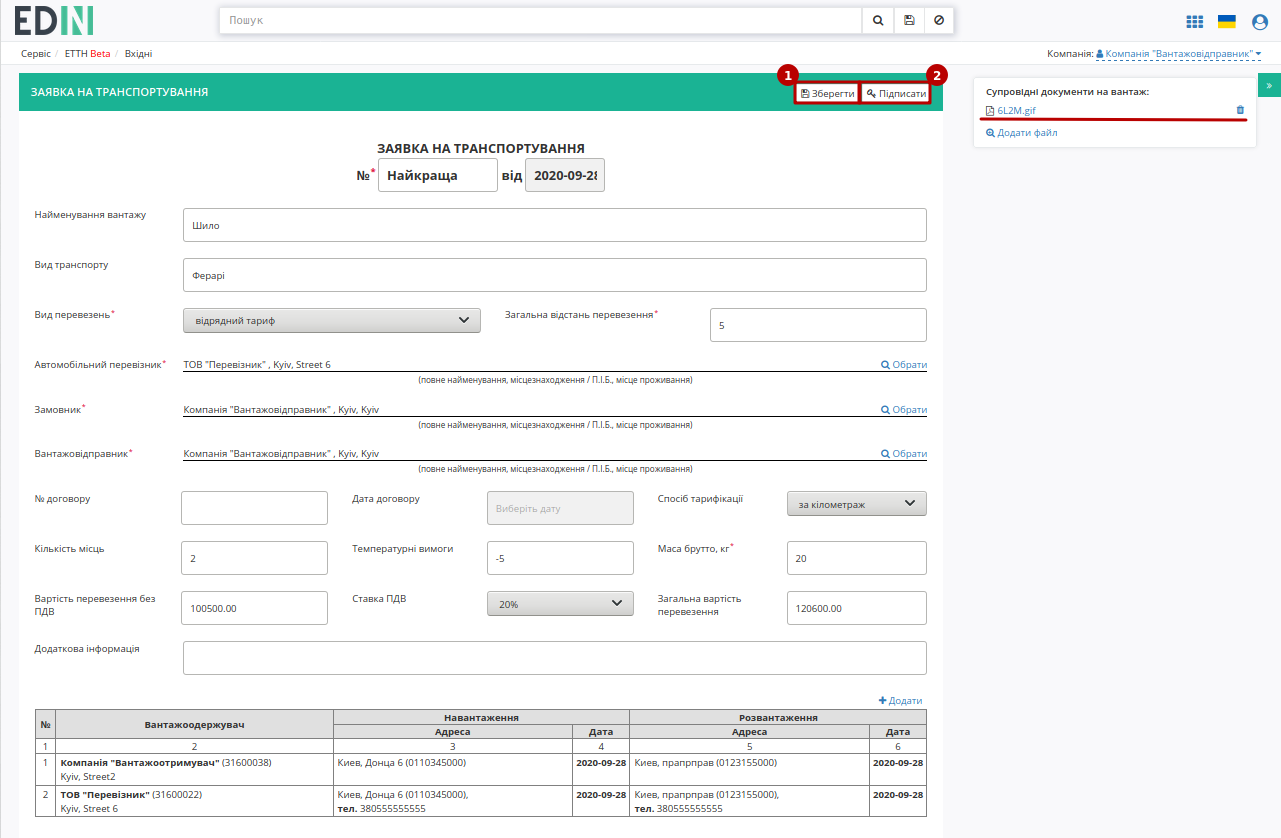 EDIN
Пошук
Сервіс / ЕТТН Beta / Вхідні
Компанія: Компанія "Вантажовідправник"
1
2
ЗАЯВКА НА ТРАНСПОРТУВАННЯ
Зберегти
Підписати
»
Супровідні документи на вантаж:
6L2M.gif
Додати файл
ЗАЯВКА НА ТРАНСПОРТУВАННЯ
№* Найкраща від 2020-09-28
Найменування вантажу
Шило
Вид транспорту
Ферарі
Вид перевезень* відрядний тариф Загальна відстань перевезення* 5
Автомобільний перевізник* ТОВ "Перевізник" , Kyiv, Street 6 Обрати
(повне найменування, місцезнаходження / П.І.Б., місце проживання)
Замовник* Компанія "Вантажовідправник" , Kyiv, Kyiv Обрати
(повне найменування, місцезнаходження / П.І.Б., місце проживання)
Вантажовідправник* Компанія "Вантажовідправник" , Kyiv, Kyiv Обрати
(повне найменування, місцезнаходження / П.І.Б., місце проживання)
№ договору Дата договору Виберіть дату Спосіб тарифікації за кілометраж
Кількість місць 2 Температурні вимоги -5 Маса брутто, кг* 20
Вартість перевезення без
ПДВ
100500.00
Ставка ПДВ 20%
Загальна вартість
перевезення
120600.00
Додаткова інформація
Додати
№ Вантажоодержувач Навантаження Розвантаження
Адреса Дата Адреса Дата
1 2 3 4 5 6
1 Компанія "Вантажоотримувач" (31600038) Киев, Донца 6 (0110345000) 2020-09-28 Киев, прапрправ (0123155000) 2020-09-28
Kyiv, Street2
2 ТОВ "Перевізник" (31600022) Киев, Донца 6 (0110345000), 2020-09-28 Киев, прапрправ (0123155000), 2020-09-28
Kyiv, Street 6 тел. 380555555555 тел. 380555555555